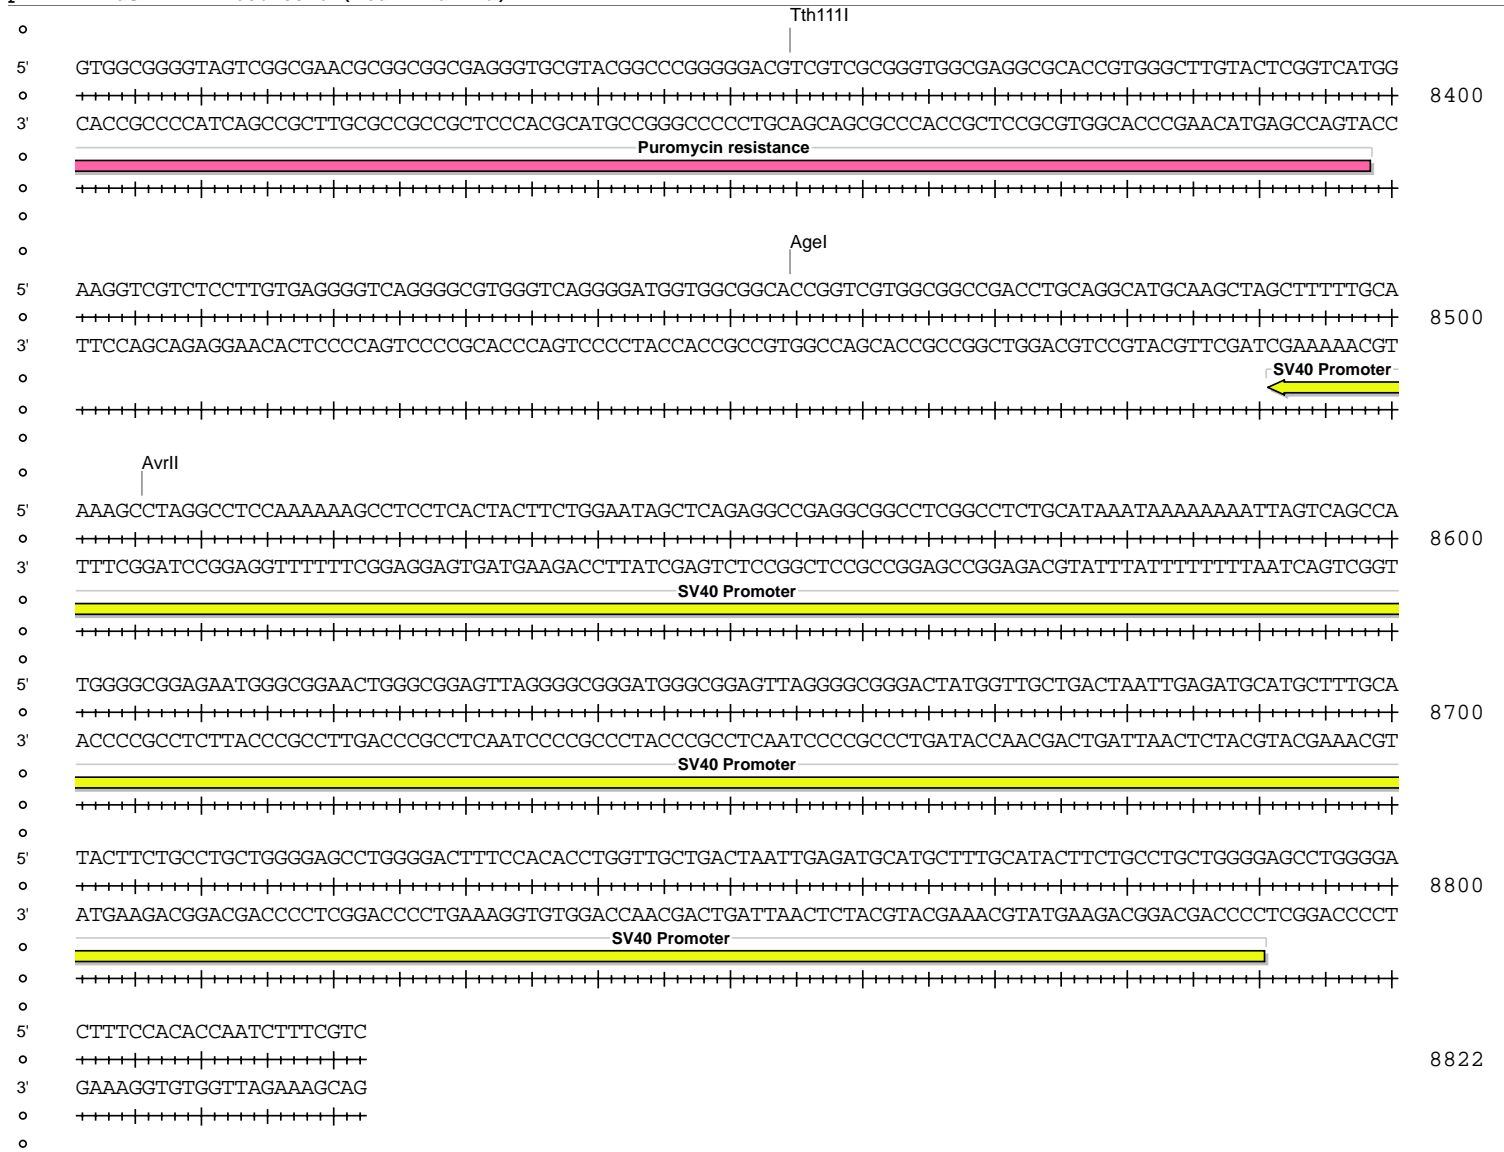 Tth111I
5' GTGGCGGGGTAGTCGGCGAACGCGGCGGCGAGGGTGCGTACGGCCCGGGGGACGTCGTCGCGGGTGGCGAGGCGCACCGTGGGCTTGTACTCGGTCATGG
8400
3' CACCGCCCCATCAGCCGCTTGCGCCGCCGCTCCCACGCATGCCGGGCCCCCTGCAGCAGCGCCCACCGCTCCGCGTGGCACCCGAACATGAGCCAGTACC
Puromycin resistance
AgeI
5' AAGGTCGTCTCCTTGTGAGGGGTCAGGGGCGTGGGTCAGGGGATGGTGGCGGCACCGGTCGTGGCGGCCGACCTGCAGGCATGCAAGCTAGCTTTTTGCA
8500
3' TTCCAGCAGAGGAACACTCCCCAGTCCCCGCACCCAGTCCCCTACCACCGCCGTGGCCAGCACCGCCGGCTGGACGTCCGTACGTTCGATCGAAAAACGT
SV40 Promoter
AvrII
5' AAAGCCTAGGCCTCCAAAAAAGCCTCCTCACTACTTCTGGAATAGCTCAGAGGCCGAGGCGGCCTCGGCCTCTGCATAAATAAAAAAAATTAGTCAGCCA
8600
3' TTTCGGATCCGGAGGTTTTTTCGGAGGAGTGATGAAGACCTTATCGAGTCTCCGGCTCCGCCGGAGCCGGAGACGTATTTATTTTTTTTAATCAGTCGGT
SV40 Promoter
5' TGGGGCGGAGAATGGGCGGAACTGGGCGGAGTTAGGGGCGGGATGGGCGGAGTTAGGGGCGGGACTATGGTTGCTGACTAATTGAGATGCATGCTTTGCA
8700
3' ACCCCGCCTCTTACCCGCCTTGACCCGCCTCAATCCCCGCCCTACCCGCCTCAATCCCCGCCCTGATACCAACGACTGATTAACTCTACGTACGAAACGT
SV40 Promoter
5' TACTTCTGCCTGCTGGGGAGCCTGGGGACTTTCCACACCTGGTTGCTGACTAATTGAGATGCATGCTTTGCATACTTCTGCCTGCTGGGGAGCCTGGGGA
8800
3' ATGAAGACGGACGACCCCTCGGACCCCTGAAAGGTGTGGACCAACGACTGATTAACTCTACGTACGAAACGTATGAAGACGGACGACCCCTCGGACCCCT
SV40 Promoter
5' CTTTCCACACCAATCTTTCGTC
8822
3' GAAAGGTGTGGTTAGAAAGCAG